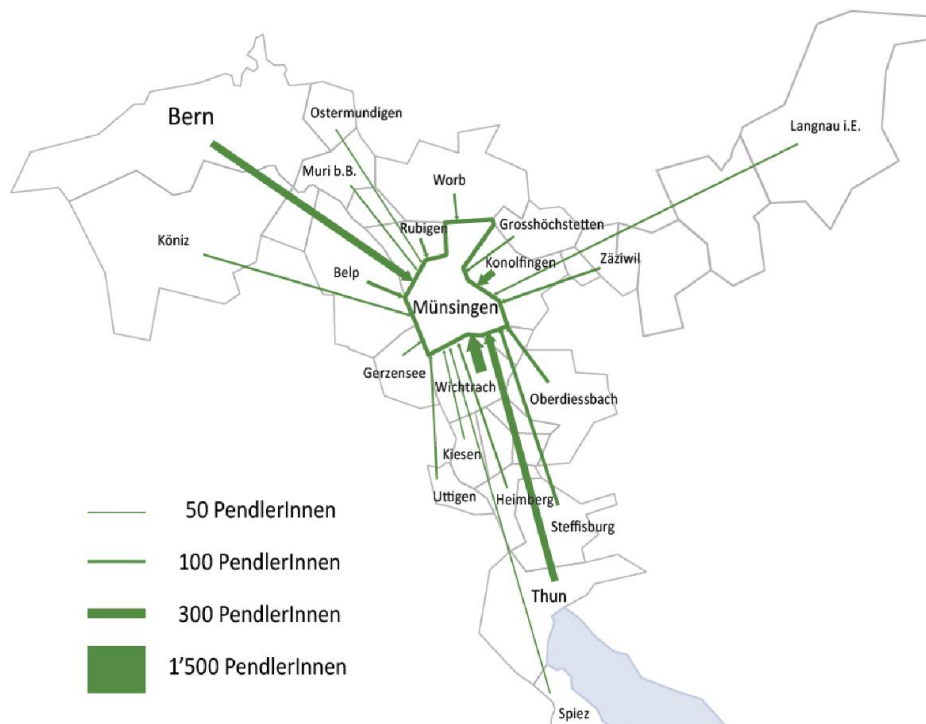 Bern
Ostermundigen
Langnau i.E.
Muri b.B.
Worb
Rubigen
Grosshöchstetten
Köniz
Konolfingen
Zäziwil
Belp
Münsingen
Gerzensee
Wichtrach
Oberdiessbach
Kiesen
Uttigen
Heimberg
Steffisburg
Thun
Spiez
50 PendlerInnen
100 PendlerInnen
300 PendlerInnen
1'500 PendlerInnen